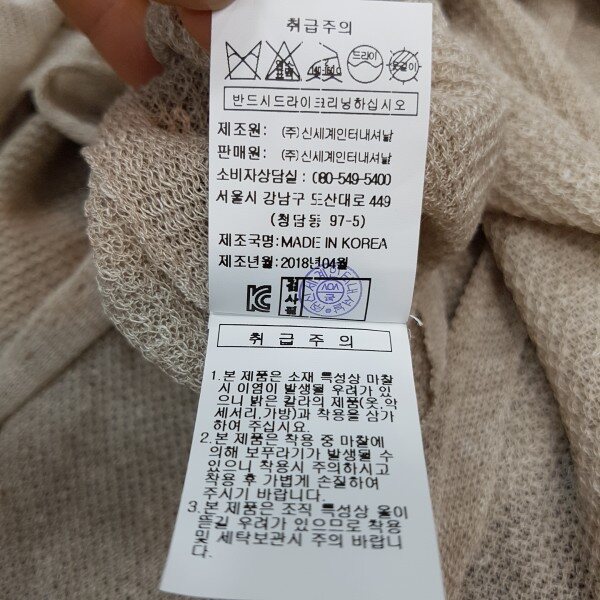 취급주의
드라이
반드시드라이크리닝하십시오
제조원: (주)신세계인터내셔날
판매원: (주)신세계인터내셔날
소비자상담실 : 080-549-5400
서울시 강남구 도산대로 449
(청담동 97-5)
제조국명: MADE IN KOREA
제조년월: 2018년04월
검
사
필
취급주의
1.본 제품은 소재 특성상 마찰
시 이염이 발생될 우려가 있
으니 밝은 칼라의 제품(옷,악
세서리,가방)과 착용을 삼가
하여 주십시요.
2.본 제품은 착용 중 마찰에
의해 보푸라기가 발생될 수
있으니 착용시 주의하시고
착용 후 가볍게 손질하여
주시기 바랍니다.
3.본 제품은 조직 특성상 올이
뜯길 우려가 있으므로 착용
및 세탁보관시 주의 바랍니
다.